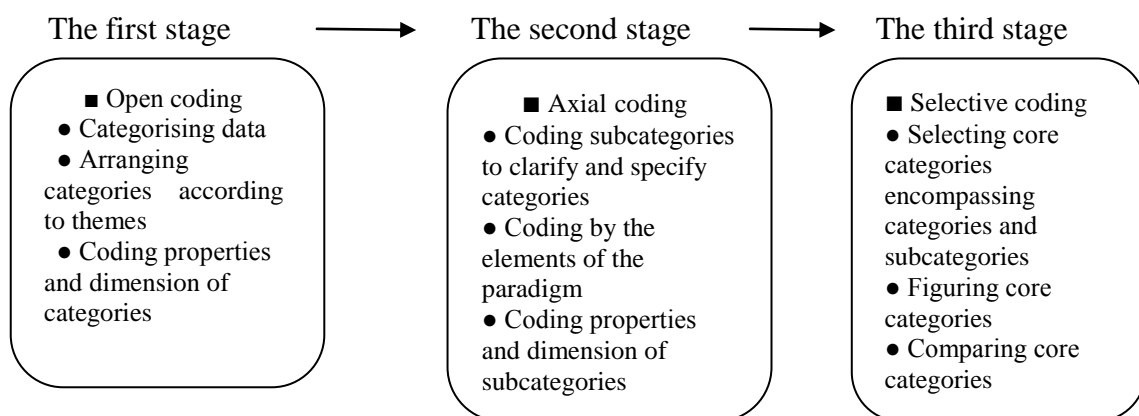 The first stage
The second stage
The third stage
■ Open coding
● Categorising data
● Arranging
categories according
to themes
● Coding properties
and dimension of
categories
■ Axial coding
● Coding subcategories
to clarify and specify
categories
● Coding by the
elements of the
paradigm
● Coding properties
and dimension of
subcategories
■ Selective coding
● Selecting core
categories
encompassing
categories and
subcategories
● Figuring core
categories
● Comparing core
categories